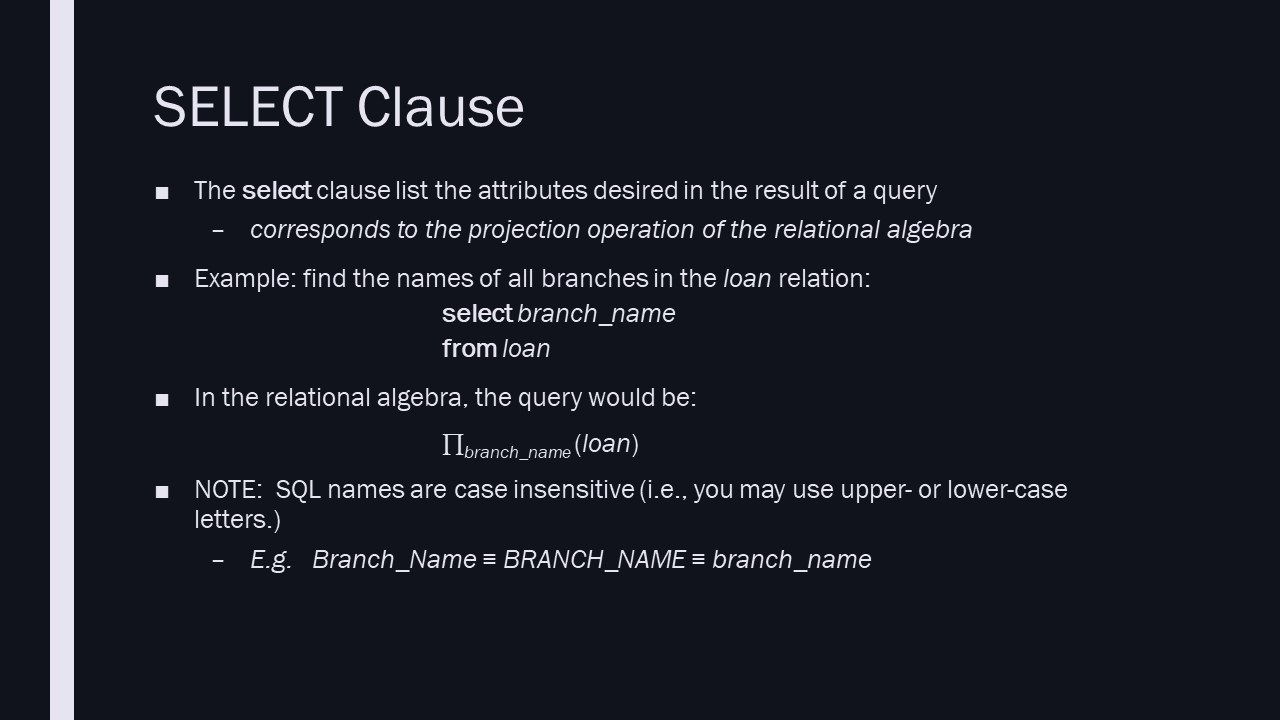 SELECT Clause
■ The select clause list the attributes desired in the result of a query
– corresponds to the projection operation of the relational algebra
■ Example: find the names of all branches in the loan relation:
select branch_name
from loan
■ In the relational algebra, the query would be:
∏branch_name (loan)
■ NOTE: SQL names are case insensitive (i.e., you may use upper- or lower-case
letters.)
– E.g. Branch_Name ≡ BRANCH_NAME ≡ branch_name